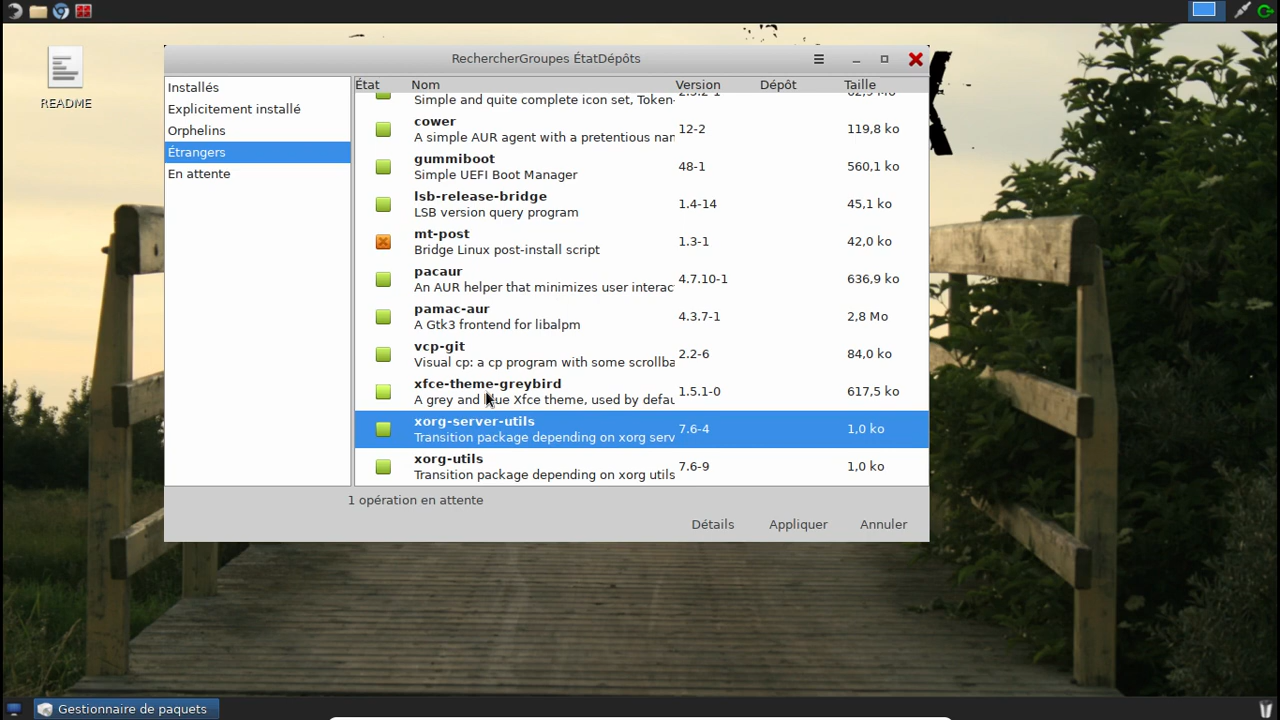 README
RechercherGroupes ÉtatDépôts
Installés
Explicitement installé
Orphelins
Étrangers
En attente
État Nom Version Dépôt Taille
Simple and quite complete icon set, Token-
cower
A simple AUR agent with a pretentious nar
12-2 119,8 ko
gummiboot
Simple UEFI Boot Manager
48-1 560,1 ko
lsb-release-bridge
LSB version query program
1.4-14 45,1 ko
mt-post
Bridge Linux post-install script
1.3-1 42,0 ko
pacaur
An AUR helper that minimizes user interac
4.7.10-1 636,9 ko
pamac-aur
A Gtk3 frontend for libalpm
4.3.7-1 2,8 Mo
vcp-git
Visual cp: a cp program with some scrollba
2.2-6 84,0 ko
xfce-theme-greybird
A grey and blue Xfce theme, used by defau
1.5.1-0 617,5 ko
xorg-server-utils
Transition package depending on xorg serv
7.6-4 1,0 ko
xorg-utils
Transition package depending on xorg utils
7.6-9 1,0 ko
1 opération en attente
Détails Appliquer Annuler
Gestionnaire de paquets